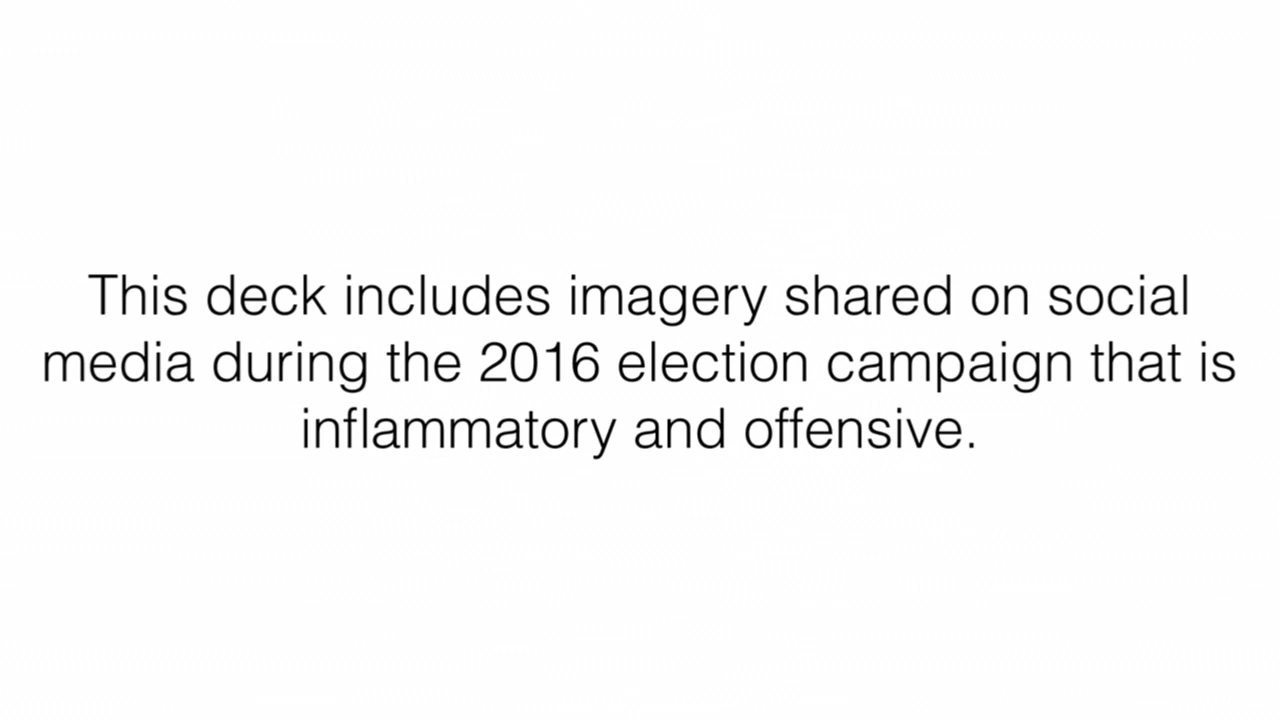 This deck includes imagery shared on social
media during the 2016 election campaign that is
inflammatory and offensive.